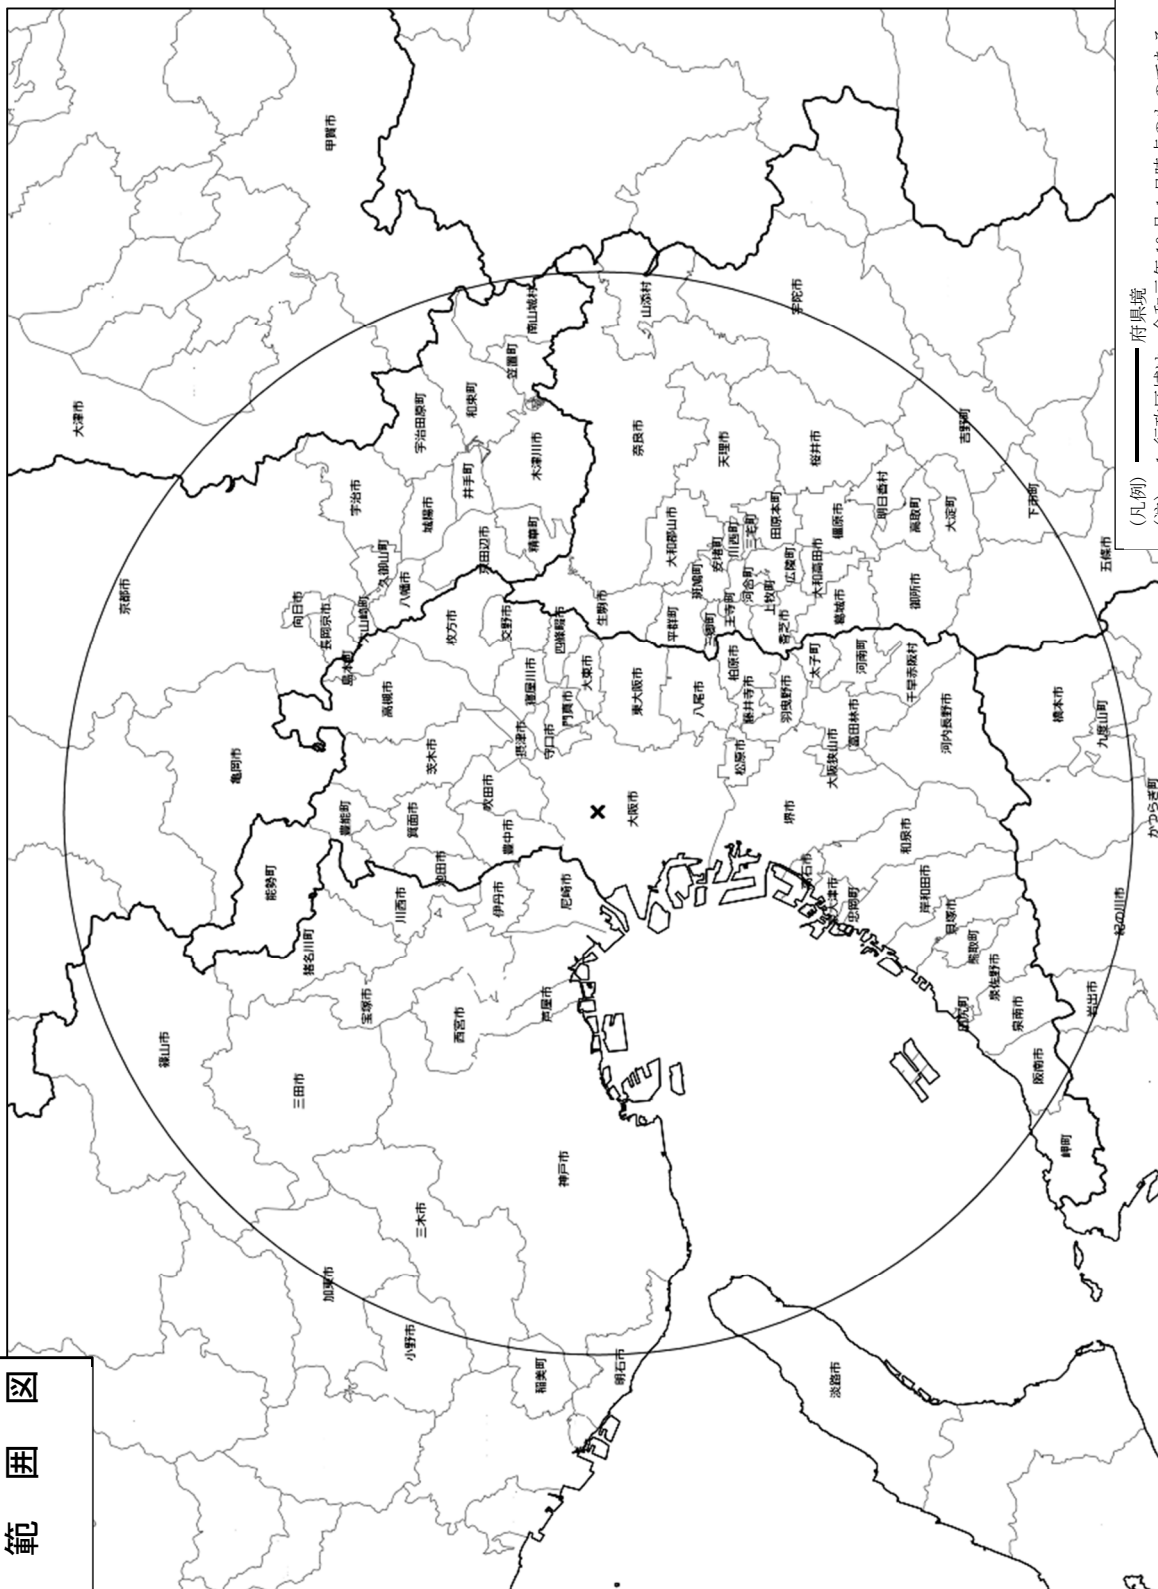 範囲図
大津市
京都市
篠山市
亀岡市
能勢町
向日市
三田市
猪名川町
長岡京市
加東市
甲賀市
豊能町
島本町
宇治市
大山崎町
宝塚市
久御山町
高槻市
川西市
八幡市
小野市
箕面市
三木市
宇治田原町
城陽市
茨木市
池田市
枚方市
西宮市
井手町
和束町
京田辺市
吹田市
伊丹市
交野市
豊中市
笠置町
摂津市
寝屋川市
南山城村
精華町
木津川市
稲美町
芦屋市
守口市
四條畷市
神戸市
尼崎市
門真市
大東市
生駒市
明石市
大阪市
東大阪市
奈良市
山添村
平群町
大和郡山市
八尾市
斑鳩町
三郷町
安堵町
天理市
王寺町
川西町
柏原市
松原市
藤井寺市
河合町
三宅町
上牧町
田原本町
香芝市
羽曳野市
堺市
広陵町
宇陀市
高石市
太子町
大和高田市
桜井市
泉大津市
大阪狭山市
淡路市
葛城市
橿原市
忠岡町
富田林市
河南町
明日香村
和泉市
千早赤阪村
御所市
高取町
岸和田市
河内長野市
大淀町
貝塚市
田尻町
吉野町
熊取町
泉佐野市
泉南市
下市町
阪南市
橋本市
岬町
岩出市
九度山町
五條市
紀の川市
かつらぎ町
(凡例) 府県境